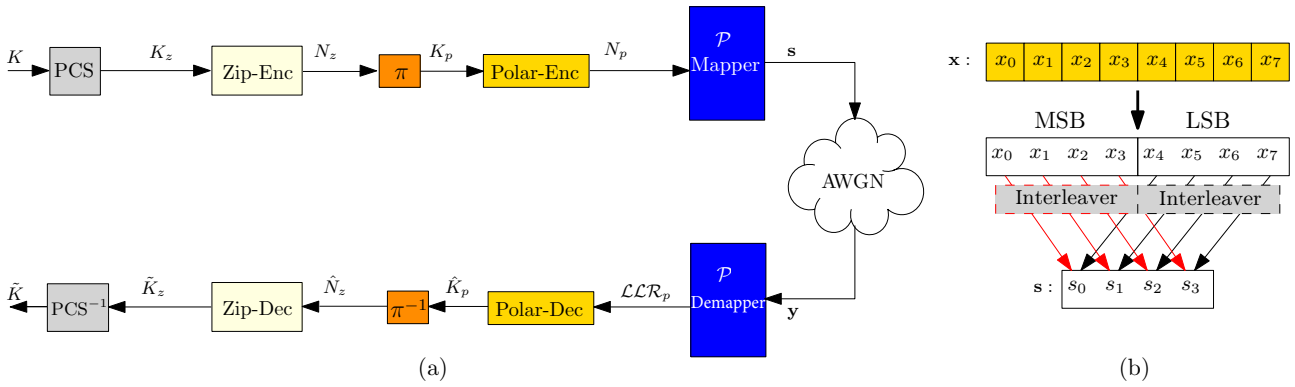 K
PCS
K_z
Zip-Enc
N_z
π
K_p
Polar-Enc
N_p
𝒫
Mapper
s
AWGN
y
𝒫
Demapper
ℒℒℛ_p
Polar-Dec
K̂_p
π⁻¹
N̂_z
Zip-Dec
K̃_z
PCS⁻¹
K̃
(a)
x : x_0 x_1 x_2 x_3 x_4 x_5 x_6 x_7
MSB LSB
x_0 x_1 x_2 x_3 x_4 x_5 x_6 x_7
Interleaver Interleaver
s : s_0 s_1 s_2 s_3
(b)